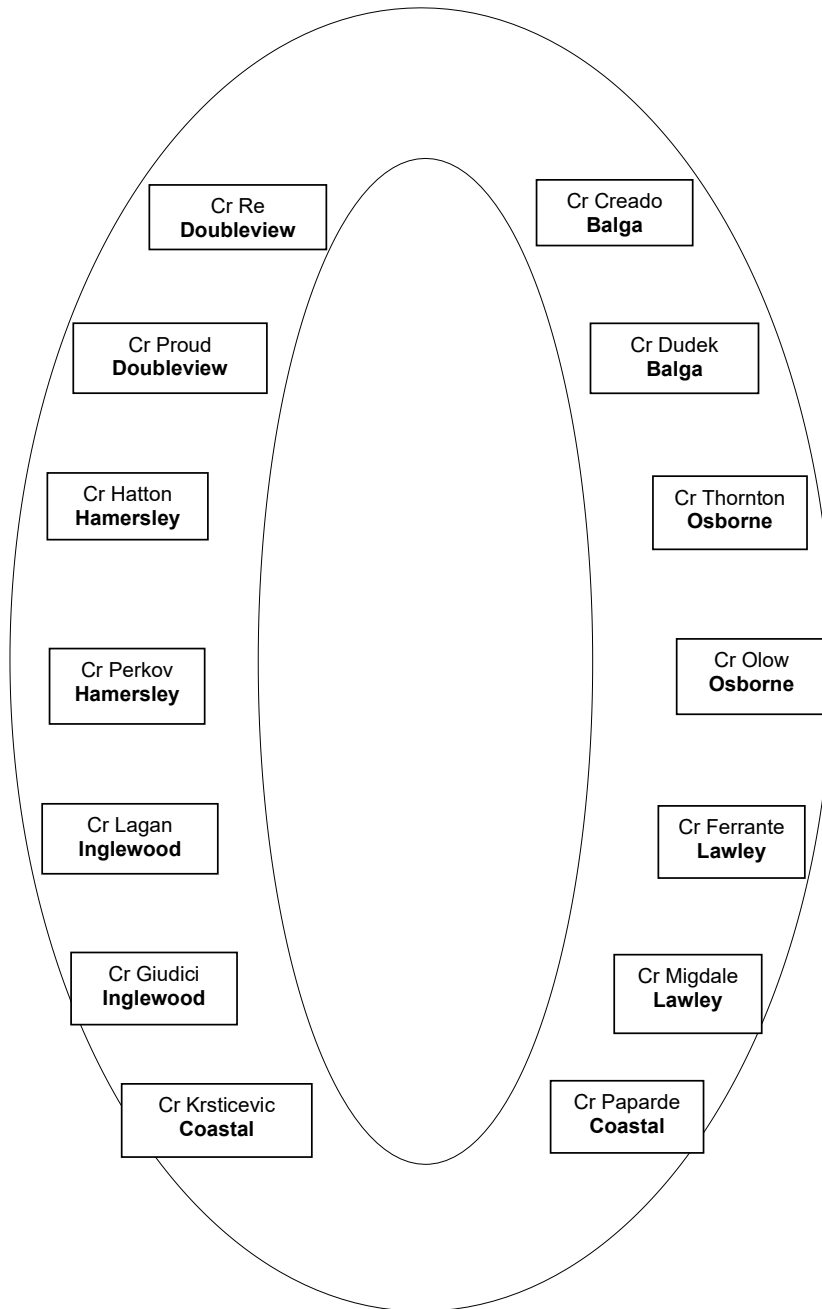 Cr Re
Doubleview
Cr Creado
Balga
Cr Proud
Doubleview
Cr Dudek
Balga
Cr Hatton
Hamersley
Cr Thornton
Osborne
Cr Perkov
Hamersley
Cr Olow
Osborne
Cr Lagan
Inglewood
Cr Ferrante
Lawley
Cr Giudici
Inglewood
Cr Migdale
Lawley
Cr Krsticevic
Coastal
Cr Paparde
Coastal